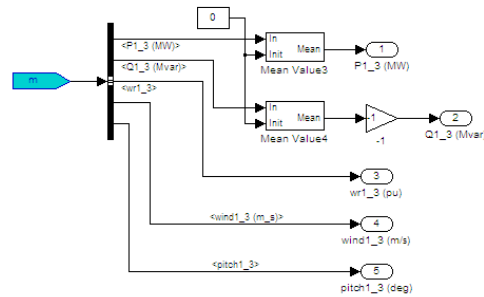 0
<P1_3 (MW)>
In
Init
Mean
Mean Value3
1
P1_3 (MW)
m
<Q1_3 (Mvar)>
<wr1_3>
In
Init
Mean
Mean Value4
-1
-1
2
Q1_3 (Mvar)
3
wr1_3 (pu)
<wind1_3 (m_s)>
4
wind1_3 (m/s)
<pitch1_3>
5
pitch1_3 (deg)